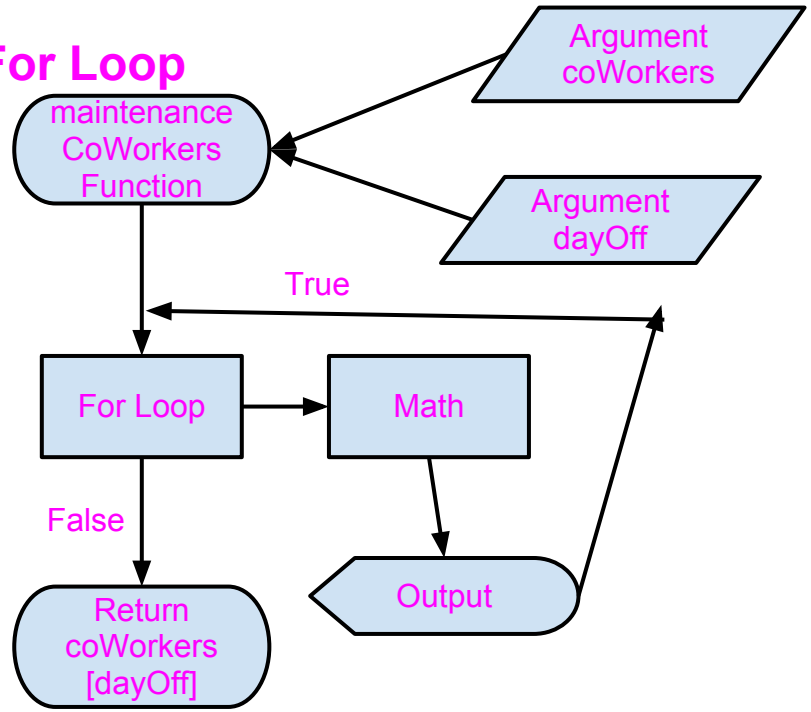 For Loop
Argument
coWorkers
maintenance
CoWorkers
Function
Argument
dayOff
True
For Loop
Math
False
Output
Return
coWorkers
[dayOff]